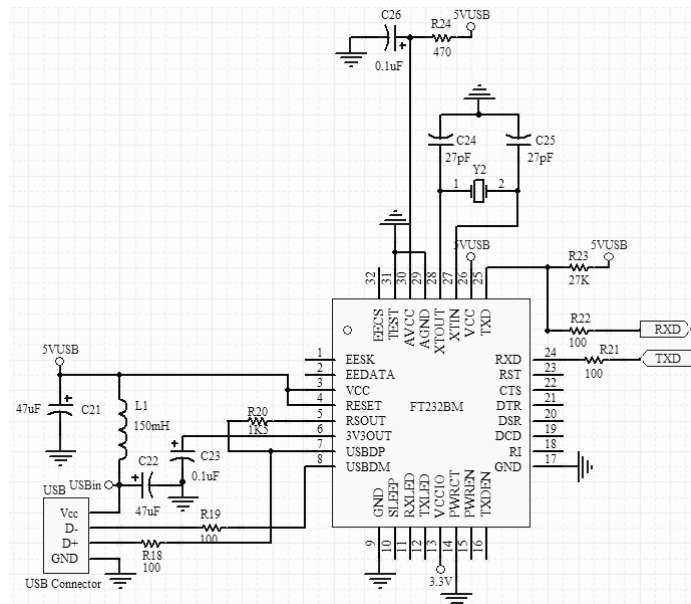 C26
0.1uF
R24
470
5VUSB
C24
27pF
C25
27pF
1
Y2
2
5VUSB
R23
27K
5VUSB
R22
100
RXD
R21
100
TXD
32
31
30
29
28
27
26
25
EECS
TEST
AVCC
AGND
XTOUT
XTIN
VCC
TXD
1 EESK
2 EEDATA
3 VCC
4 RESET
5 RSOUT
6 3V3OUT
7 USBDP
8 USBDM
FT232BM
RXD 24
RST 23
CTS 22
DTR 21
DSR 20
DCD 19
RI 18
GND 17
GND
SLEEP
RXLED
TXLED
VCCIO
PWRCT
PWREN
TXDEN
9
10
11
12
13
14
15
16
3.3V
5VUSB
47uF
C21
L1
150mH
R20
1K5
C23
0.1uF
USBin
C22
47uF
USB
Vcc
D-
D+
GND
R19
100
R18
100
USB Connector